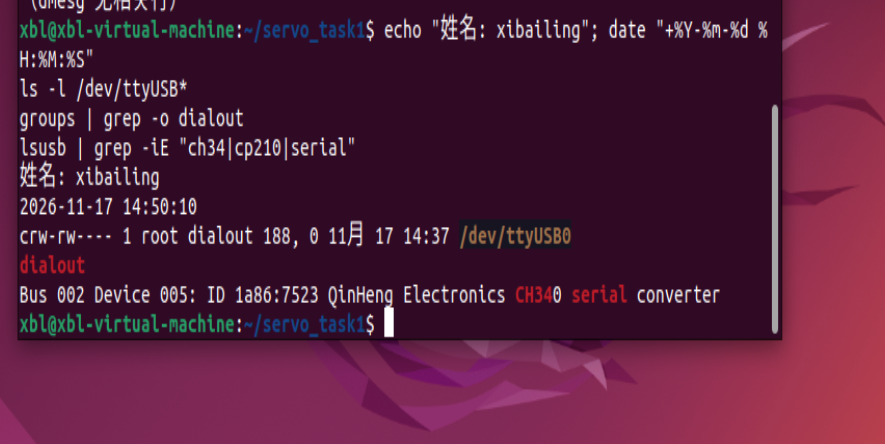 xbl@xbl-virtual-machine:~/servo_task1$ echo "姓名: xibailing"; date "+%Y-%m-%d %
H:%M:%S"
ls -l /dev/ttyUSB*
groups | grep -o dialout
lsusb | grep -iE "ch34|cp210|serial"
姓名: xibailing
2026-11-17 14:50:10
crw-rw---- 1 root dialout 188, 0 11月 17 14:37 /dev/ttyUSB0
dialout
Bus 002 Device 005: ID 1a86:7523 QinHeng Electronics CH340 serial converter
xbl@xbl-virtual-machine:~/servo_task1$